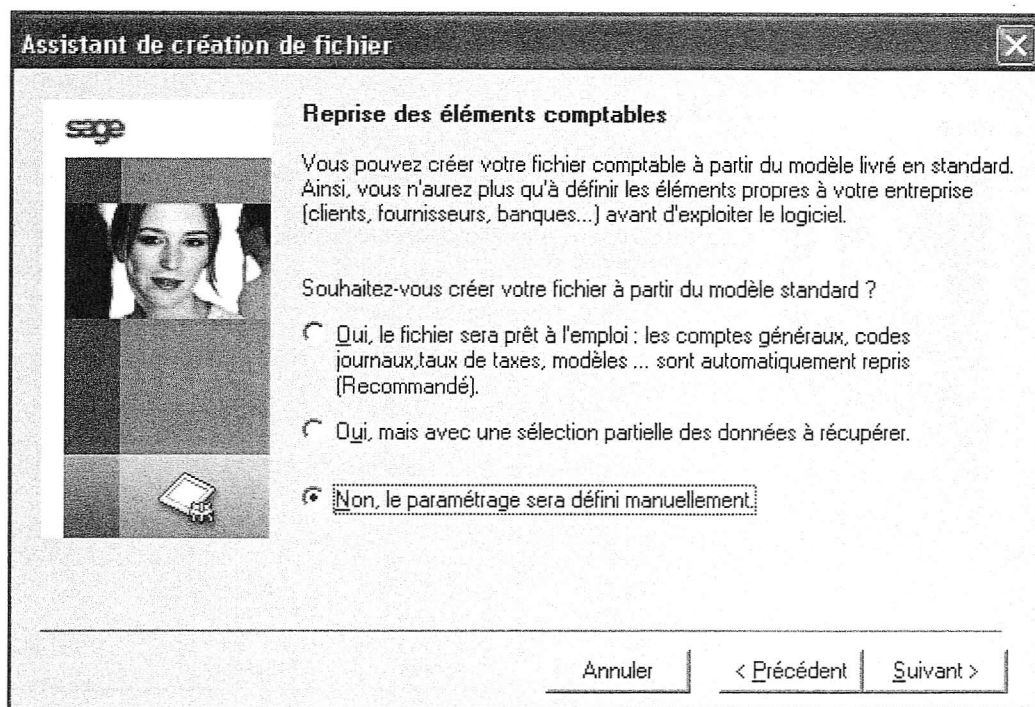 Assistant de création de fichier
sage
Reprise des éléments comptables
Vous pouvez créer votre fichier comptable à partir du modèle livré en standard.
Ainsi, vous n'aurez plus qu'à définir les éléments propres à votre entreprise
(clients, fournisseurs, banques...) avant d'exploiter le logiciel.
Souhaitez-vous créer votre fichier à partir du modèle standard ?
Oui, le fichier sera prêt à l'emploi : les comptes généraux, codes
journaux,taux de taxes, modèles ... sont automatiquement repris
(Recommandé).
Oui, mais avec une sélection partielle des données à récupérer.
Non, le paramétrage sera défini manuellement.
Annuler
< Précédent
Suivant >